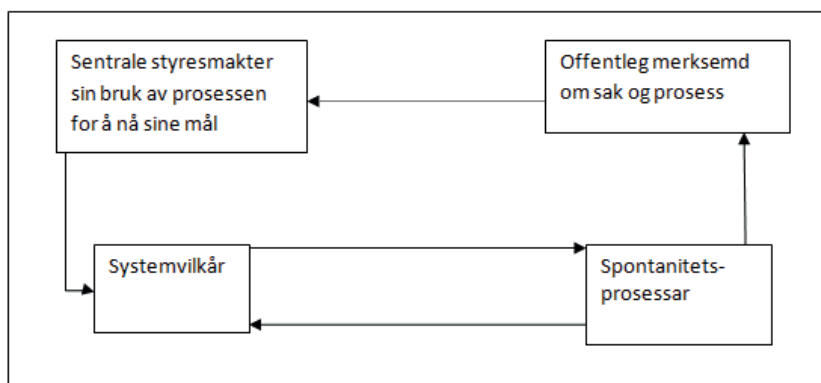 Sentrale styresmakter
sin bruk av prosessen
for å nå sine mål
Offentleg merksemd
om sak og prosess
Systemvilkår
Spontanitets-
prosessar